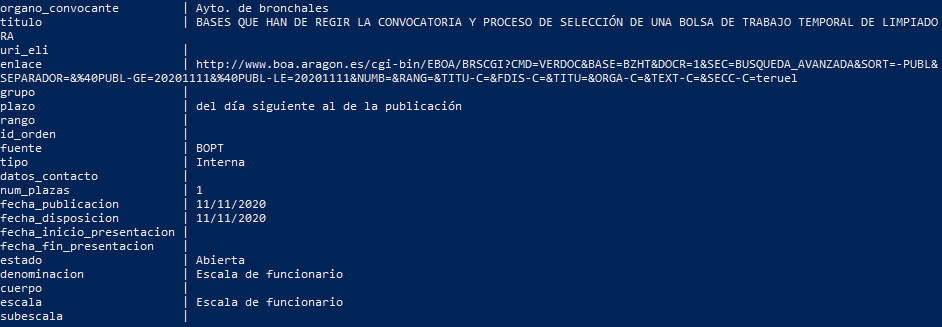 organo_convocante | Ayto. de bronchales
titulo | BASES QUE HAN DE REGIR LA CONVOCATORIA Y PROCESO DE SELECCIÓN DE UNA BOLSA DE TRABAJO TEMPORAL DE LIMPIADO
RA
uri_eli |
enlace | http://www.boa.aragon.es/cgi-bin/EBOA/BRSCGI?CMD=VERDOC&BASE=BZHT&DOCR=1&SEC=BUSQUEDA_AVANZADA&SORT=-PUBL&
SEPARADOR=&%40PUBL-GE=20201111&%40PUBL-LE=20201111&NUMB=&RANG=&TITU-C=&FDIS-C=&TITU=&ORGA-C=&TEXT-C=&SECC-C=teruel
grupo |
plazo | del día siguiente al de la publicación
rango |
id_orden |
fuente | BOPT
tipo | Interna
datos_contacto |
num_plazas | 1
fecha_publicacion | 11/11/2020
fecha_disposicion | 11/11/2020
fecha_inicio_presentacion |
fecha_fin_presentacion |
estado | Abierta
denominacion | Escala de funcionario
cuerpo |
escala | Escala de funcionario
subescala |